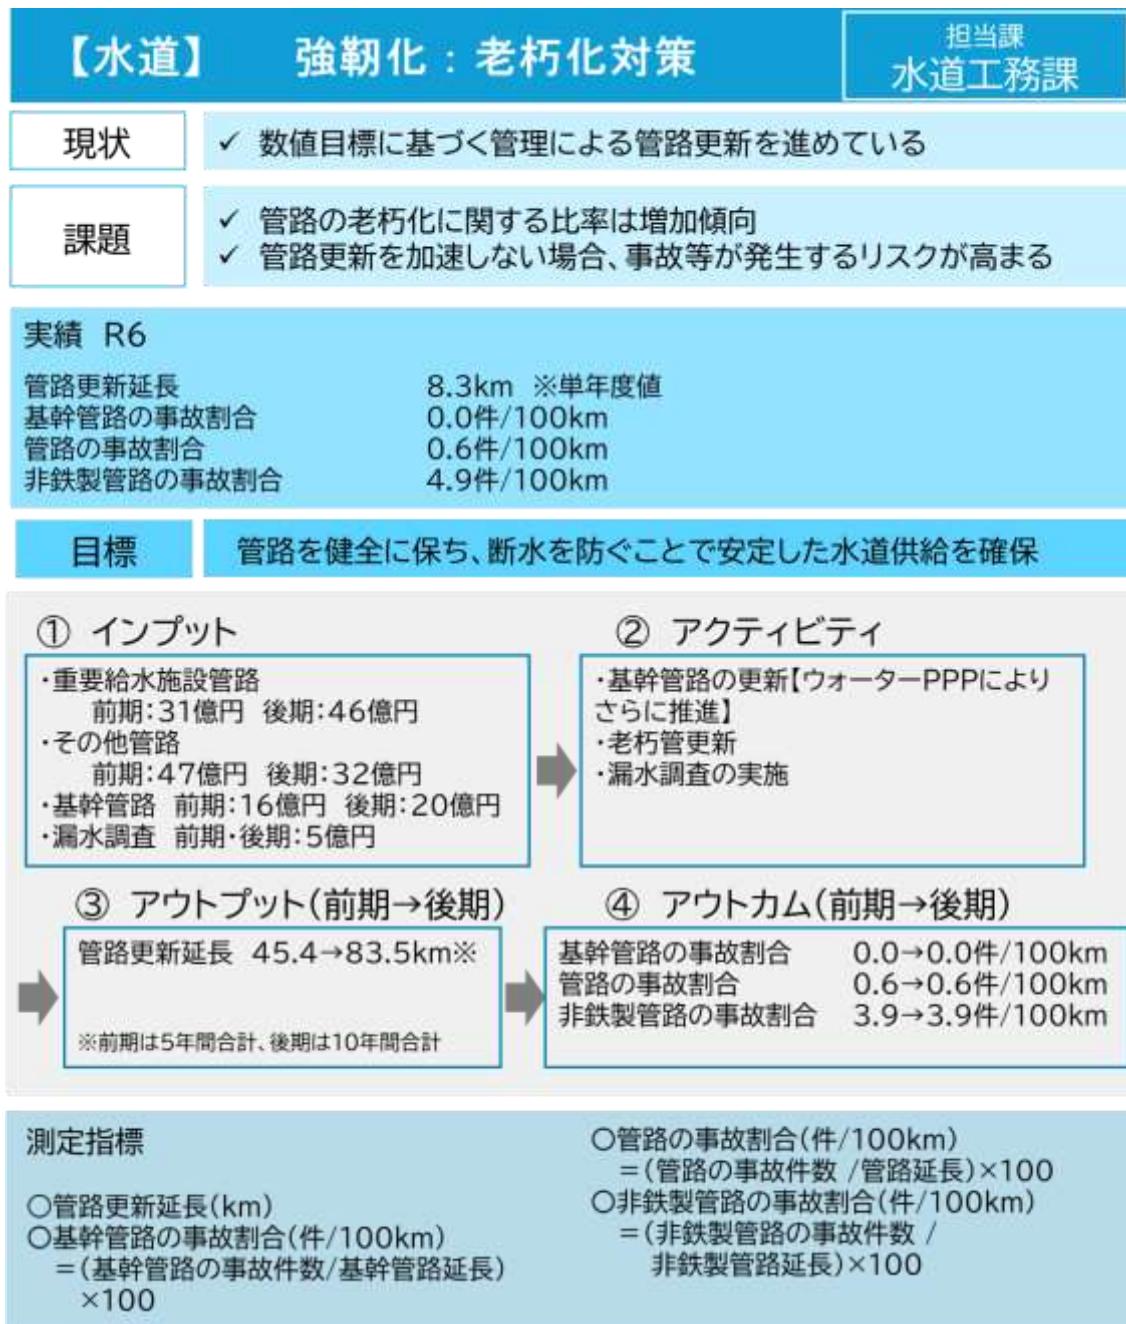 【水道】 強靭化：老朽化対策
担当課
水道工務課
現状
✓ 数値目標に基づく管理による管路更新を進めている
課題
✓ 管路の老朽化に関する比率は増加傾向
✓ 管路更新を加速しない場合、事故等が発生するリスクが高まる
実績 R6
管路更新延長 8.3km ※単年度値
基幹管路の事故割合 0.0件/100km
管路の事故割合 0.6件/100km
非鉄製管路の事故割合 4.9件/100km
目標
管路を健全に保ち、断水を防ぐことで安定した水道供給を確保
① インプット
・重要給水施設管路
前期：31億円 後期：46億円
・その他管路
前期：47億円 後期：32億円
・基幹管路 前期：16億円 後期：20億円
・漏水調査 前期・後期：5億円
② アクティビティ
・基幹管路の更新【ウォーターPPPにより
さらに推進】
・老朽管更新
・漏水調査の実施
③ アウトプット（前期→後期）
管路更新延長 45.4→83.5km※
※前期は5年間合計、後期は10年間合計
④ アウトカム（前期→後期）
基幹管路の事故割合 0.0→0.0件/100km
管路の事故割合 0.6→0.6件/100km
非鉄製管路の事故割合 3.9→3.9件/100km
測定指標
○管路更新延長(km)
○基幹管路の事故割合(件/100km)
＝(基幹管路の事故件数/基幹管路延長)
×100
○管路の事故割合(件/100km)
＝(管路の事故件数 /管路延長)×100
○非鉄製管路の事故割合(件/100km)
＝(非鉄製管路の事故件数 /
非鉄製管路延長)×100